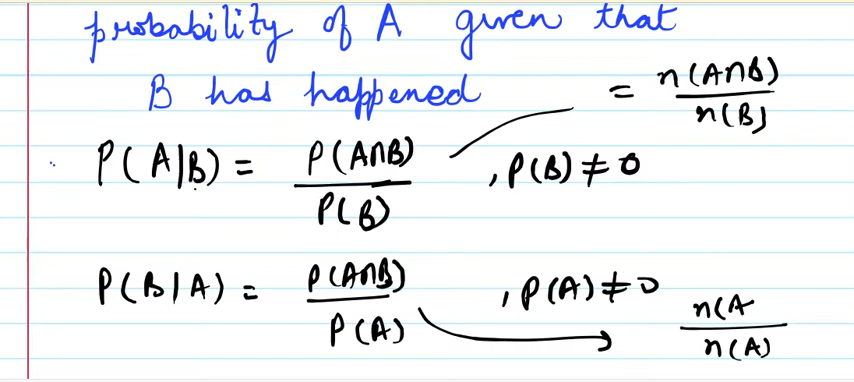 probability of A given that
B has happened
= n(A∩B) / n(B)
P(A|B) = P(A∩B) / P(B) , P(B) ≠ 0
P(B|A) = P(A∩B) / P(A) , P(A) ≠ 0
n(A / n(A)